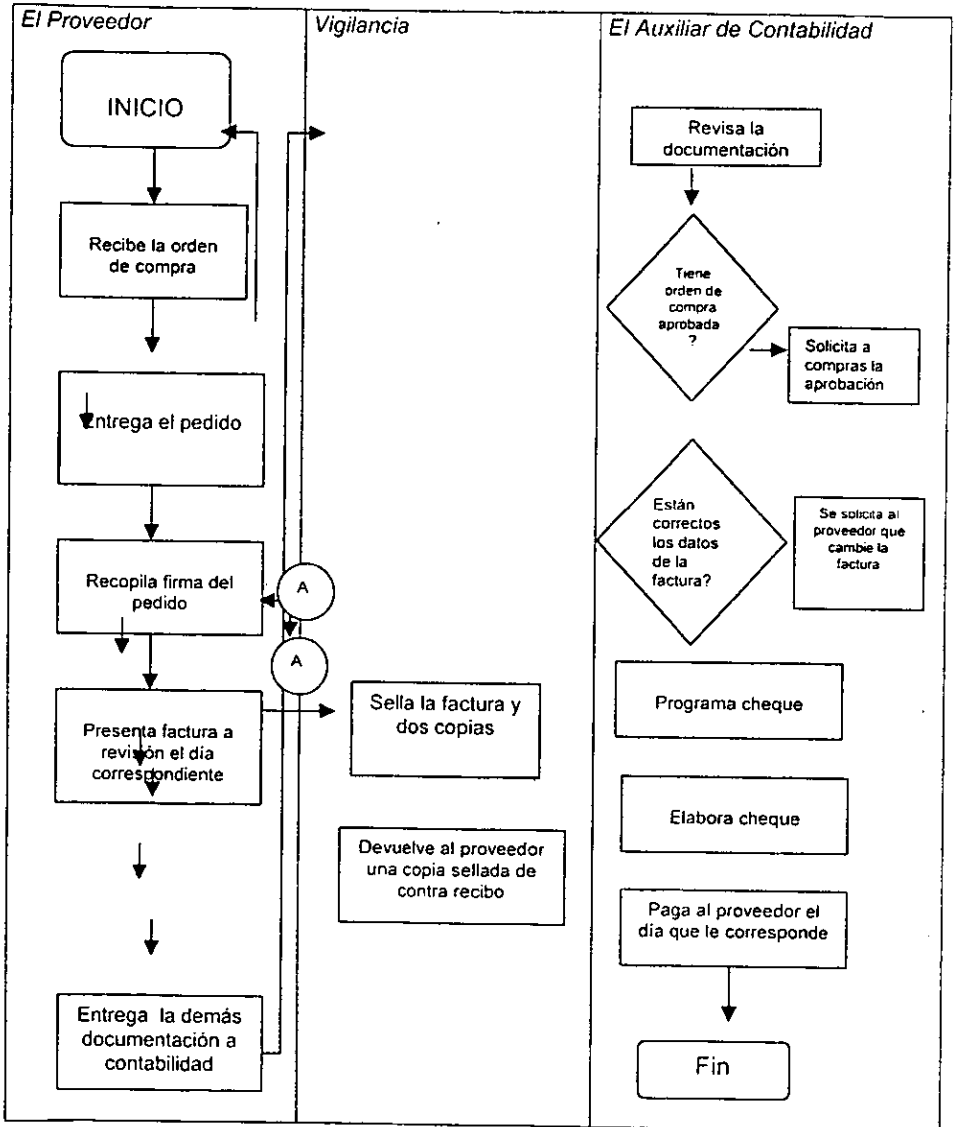 El Proveedor
INICIO
Recibe la orden
de compra
Entrega el pedido
Recopila firma del
pedido
Presenta factura a
revisión el día
correspondiente
Entrega la demás
documentación a
contabilidad
Vigilancia
A
A
Sella la factura y
dos copias
Devuelve al proveedor
una copia sellada de
contra recibo
El Auxiliar de Contabilidad
Revisa la
documentación
Tiene
orden de
compra
aprobada
?
Solicita a
compras la
aprobación
Están
correctos
los datos
de la
factura?
Se solicita al
proveedor que
cambie la
factura
Programa cheque
Elabora cheque
Paga al proveedor el
día que le corresponde
Fin